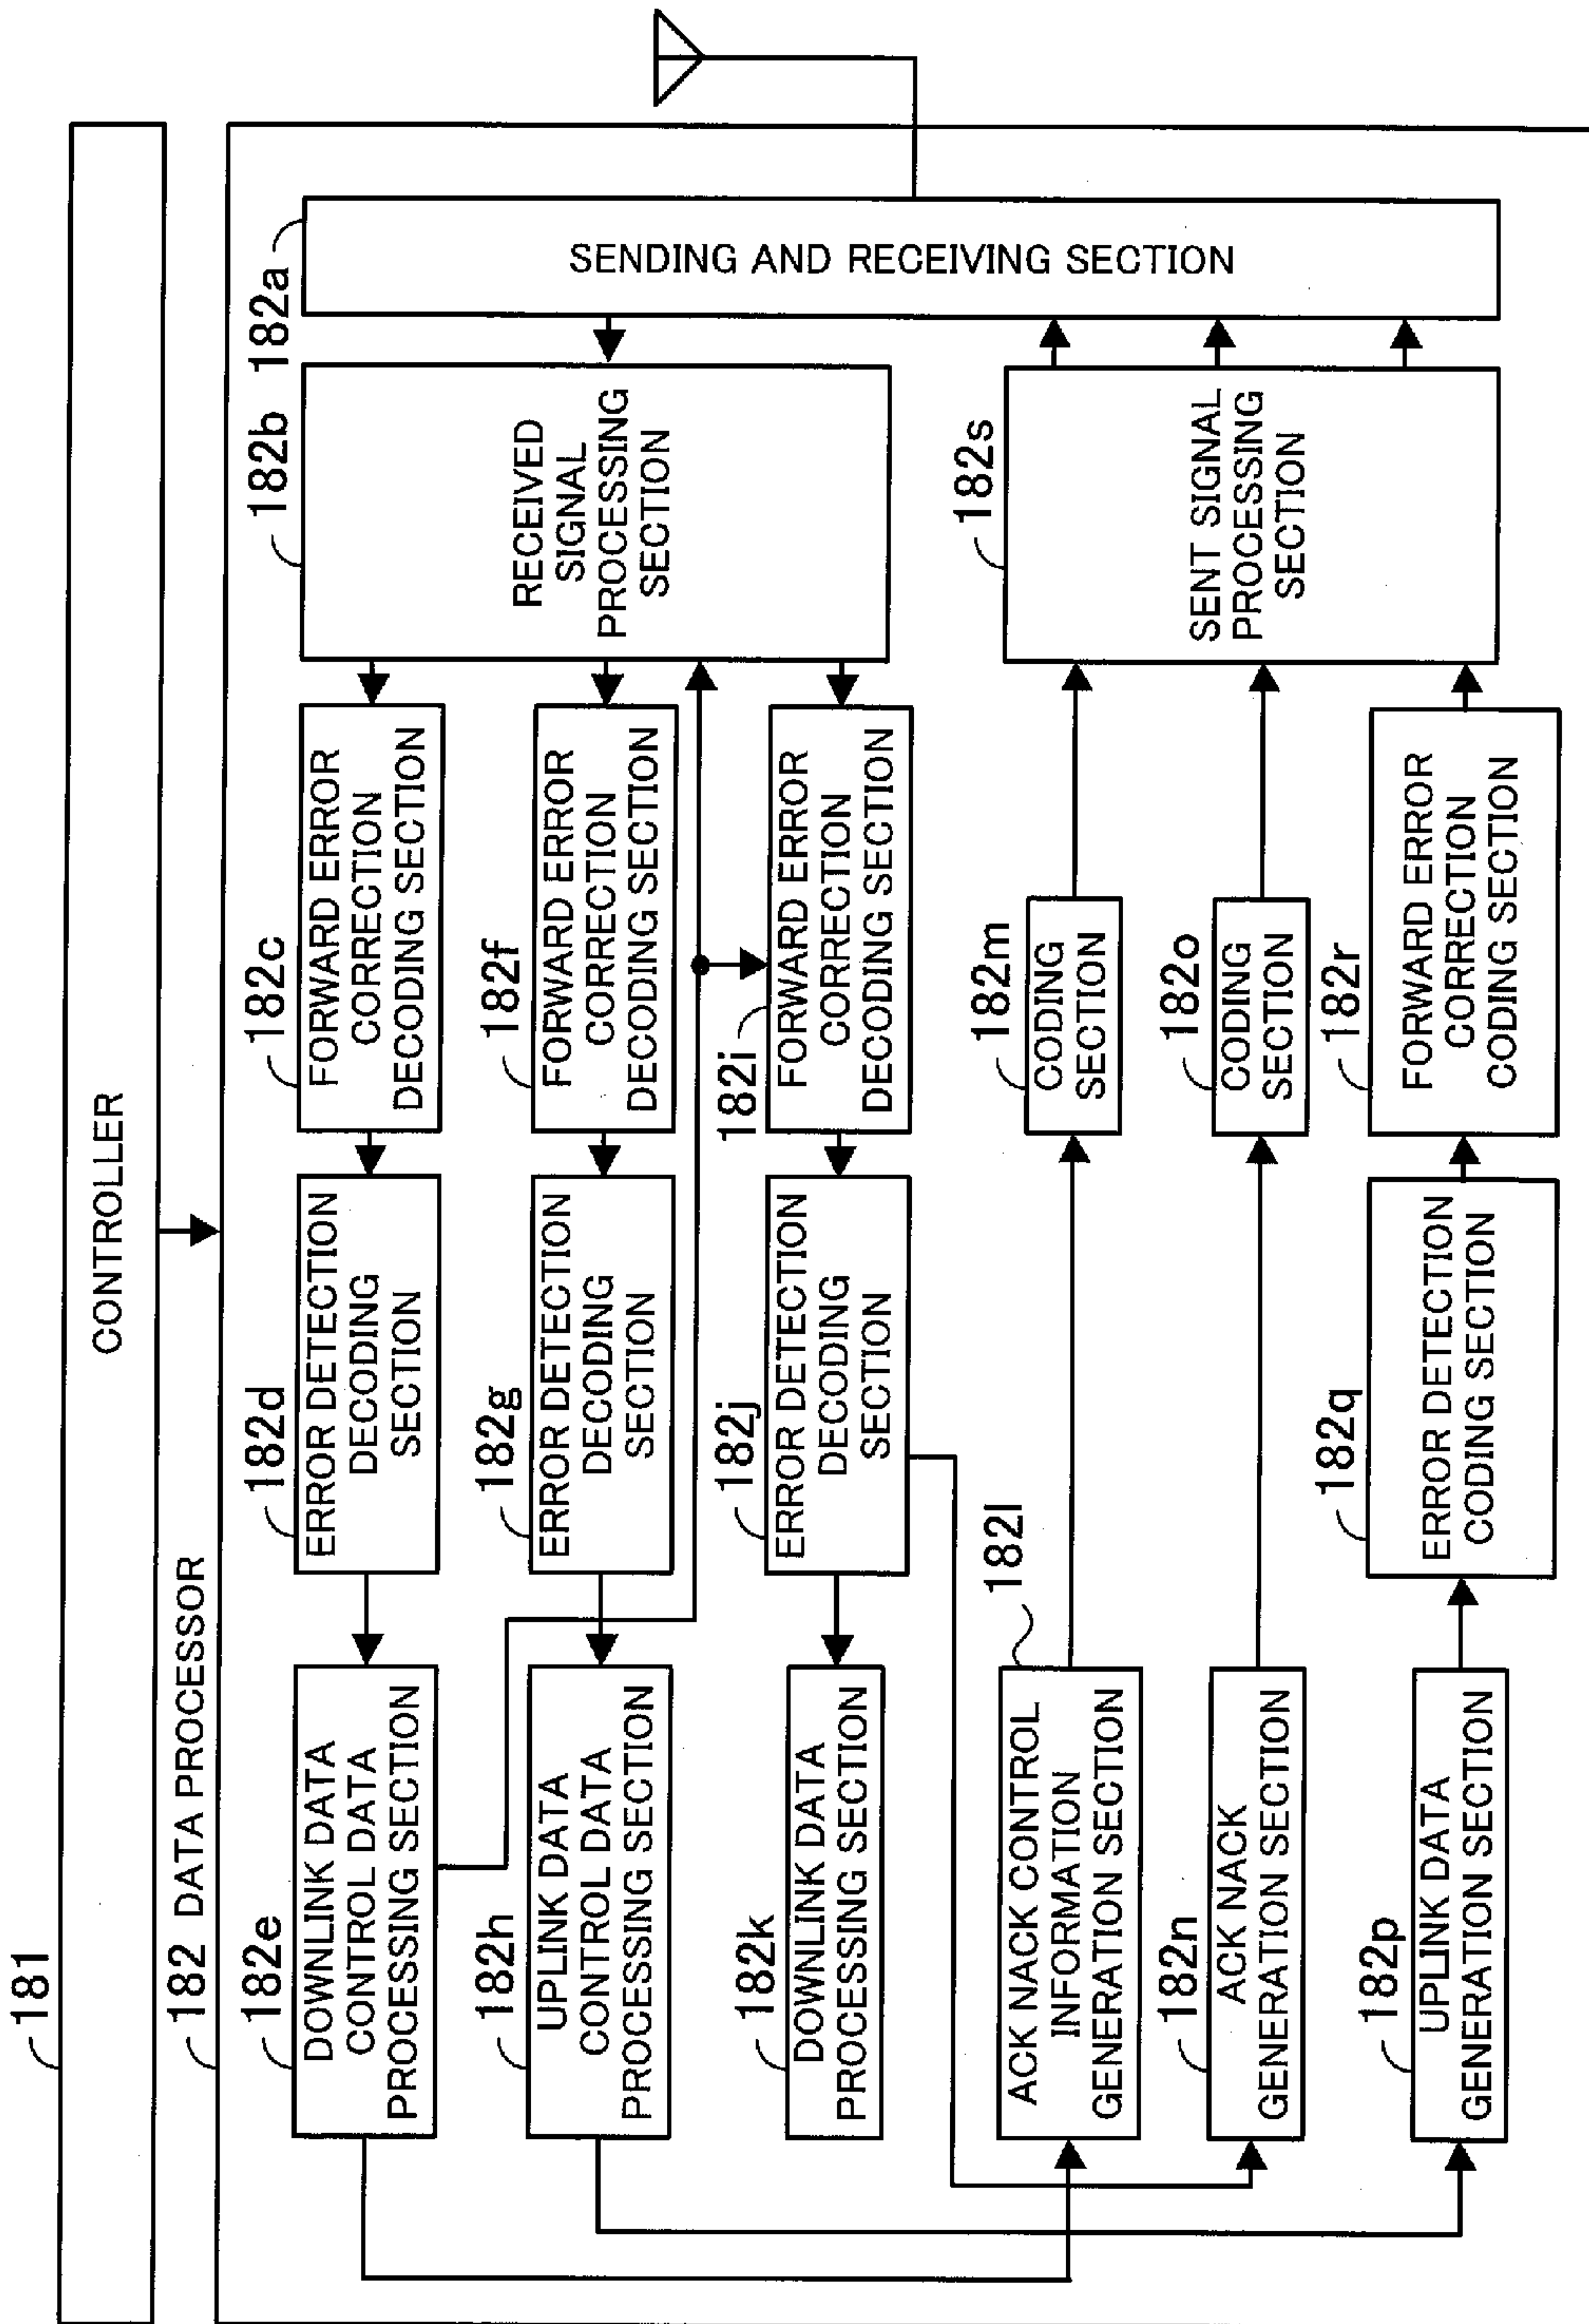 181
CONTROLLER
182 DATA PROCESSOR
182e
DOWNLINK DATA
CONTROL DATA
PROCESSING SECTION
182d
ERROR DETECTION
DECODING
SECTION
182c
FORWARD ERROR
CORRECTION
DECODING SECTION
182b
RECEIVED
SIGNAL
PROCESSING
SECTION
182a
SENDING AND RECEIVING SECTION
182h
UPLINK DATA
CONTROL DATA
PROCESSING SECTION
182g
ERROR DETECTION
DECODING
SECTION
182f
FORWARD ERROR
CORRECTION
DECODING SECTION
182k
DOWNLINK DATA
PROCESSING SECTION
182j
ERROR DETECTION
DECODING
SECTION
182i
FORWARD ERROR
CORRECTION
DECODING SECTION
182l
ACK NACK CONTROL
INFORMATION
GENERATION SECTION
182m
CODING
SECTION
182s
SENT SIGNAL
PROCESSING
SECTION
182n
ACK NACK
GENERATION SECTION
182o
CODING
SECTION
182p
UPLINK DATA
GENERATION SECTION
182q
ERROR DETECTION
CODING SECTION
182r
FORWARD ERROR
CORRECTION
CODING SECTION